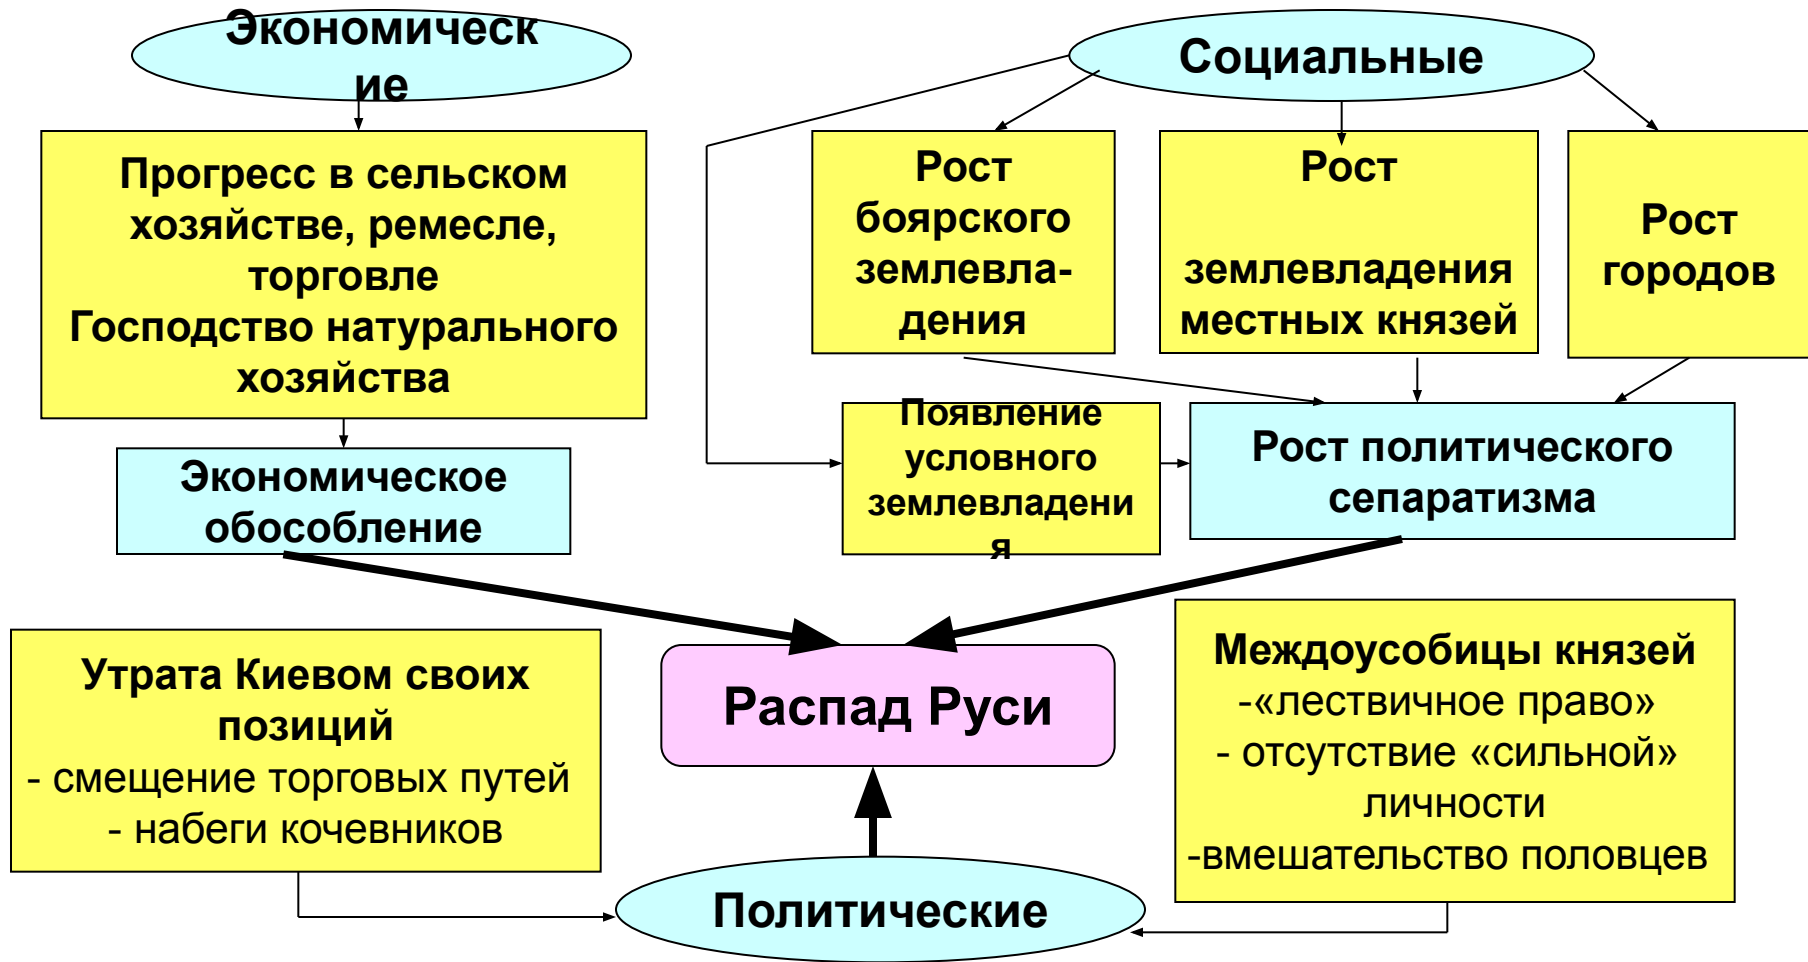 Экономическ
ие
Социальные
Прогресс в сельском
хозяйстве, ремесле,
торговле
Господство натурального
хозяйства
Рост
боярского
землевла-
дения
Рост
землевладения
местных князей
Рост
городов
Экономическое
обособление
Появление
условного
землевладени
я
Рост политического
сепаратизма
Утрата Киевом своих
позиций
- смещение торговых путей
- набеги кочевников
Распад Руси
Междоусобицы князей
-«лествичное право»
- отсутствие «сильной»
личности
-вмешательство половцев
Политические